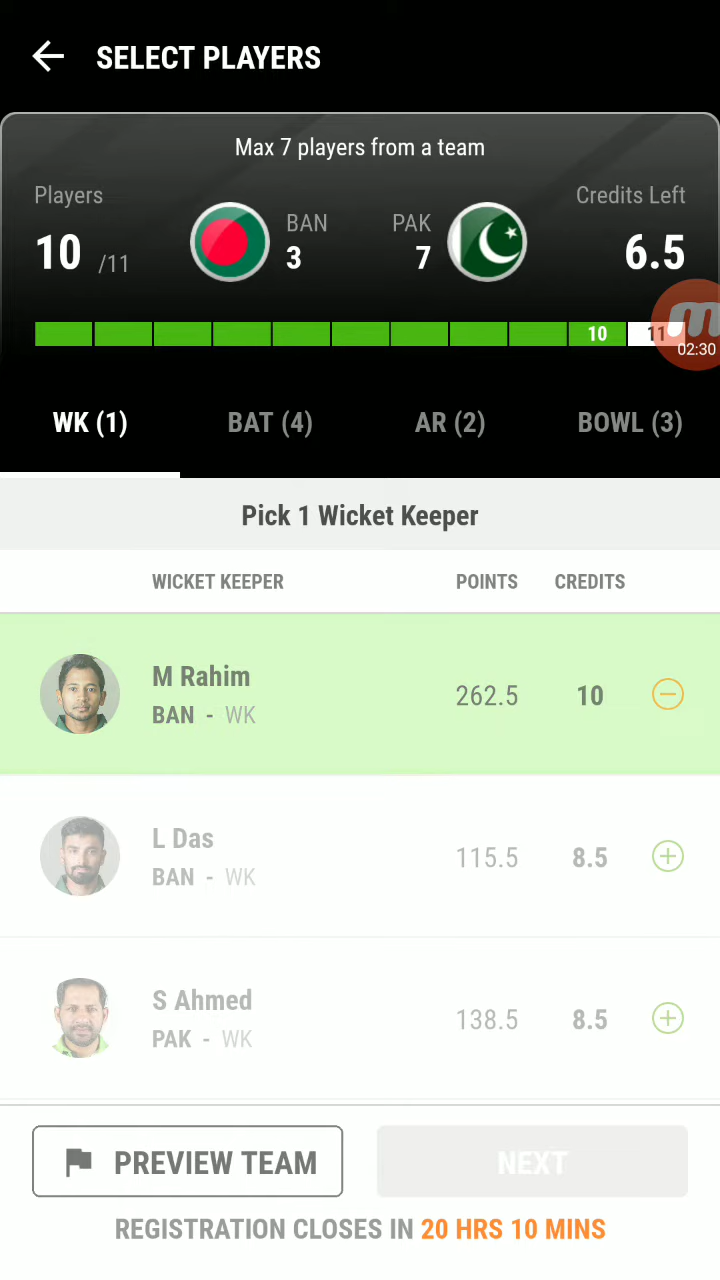 SELECT PLAYERS
Max 7 players from a team
Players
BAN
PAK
Credits Left
10 /11
3
7
6.5
10
11
02:30
WK (1)
BAT (4)
AR (2)
BOWL (3)
Pick 1 Wicket Keeper
WICKET KEEPER
POINTS
CREDITS
M Rahim
BAN - WK
262.5
10
L Das
BAN - WK
115.5
8.5
S Ahmed
PAK - WK
138.5
8.5
PREVIEW TEAM
NEXT
REGISTRATION CLOSES IN 20 HRS 10 MINS